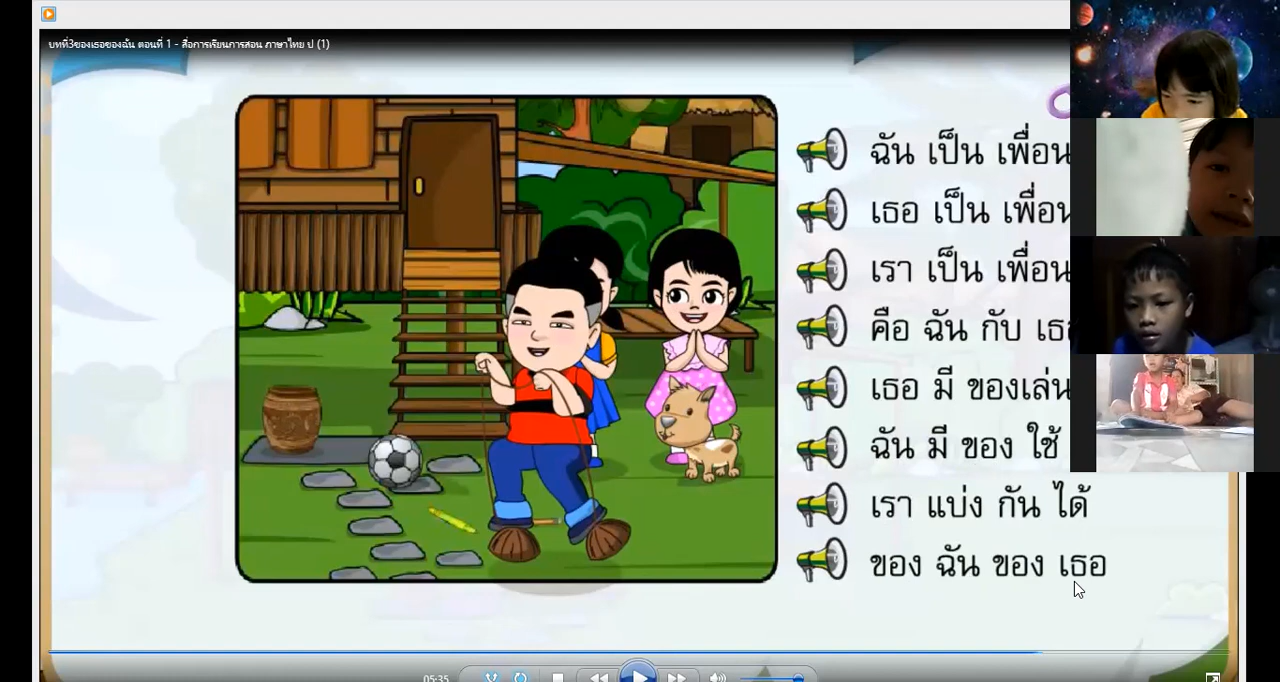 บทที่3ของเธอของฉัน ตอนที่ 1 - สื่อการเรียนการสอน ภาษาไทย ป (1)
ฉัน เป็น เพื่อน
เธอ เป็น เพื่อน
เรา เป็น เพื่อน
คือ ฉัน กับ
เธอ มี ของเล่น
ฉัน มี ของ ใช้
เรา แบ่ง กัน ได้
ของ ฉัน ของ เธอ
05:35
10